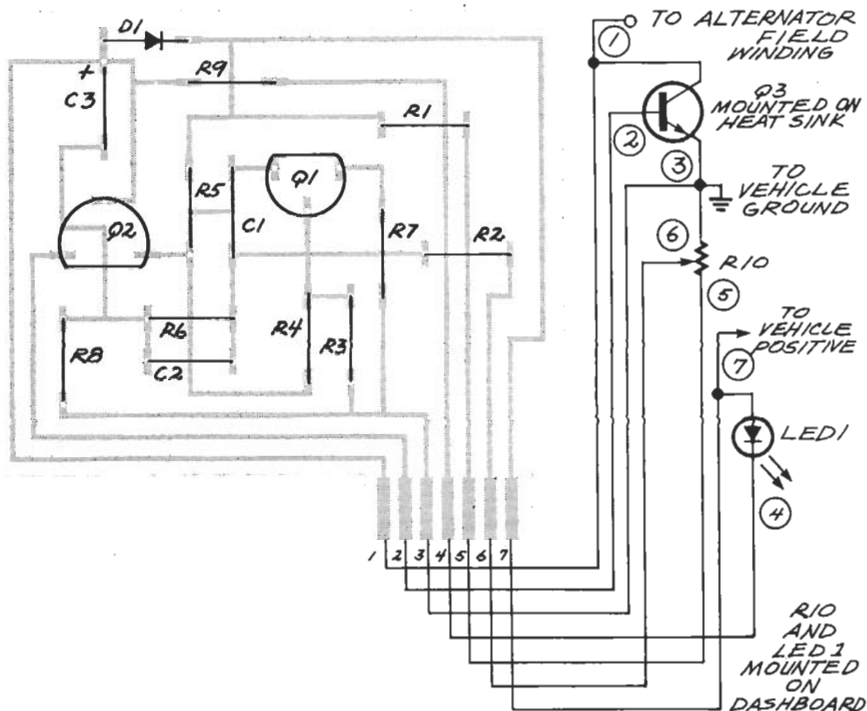 D1
+
C3
R9
R1
Q1
R5
C1
R7
R2
Q2
R6
R8
C2
R4
R3
1 2 3 4 5 6 7
1
TO ALTERNATOR
FIELD
WINDING
Q3
MOUNTED ON
HEAT SINK
2
3
TO
VEHICLE
GROUND
6
R10
5
TO
VEHICLE
POSITIVE
7
LED1
4
R10
AND
LED 1
MOUNTED
ON
DASHBOARD